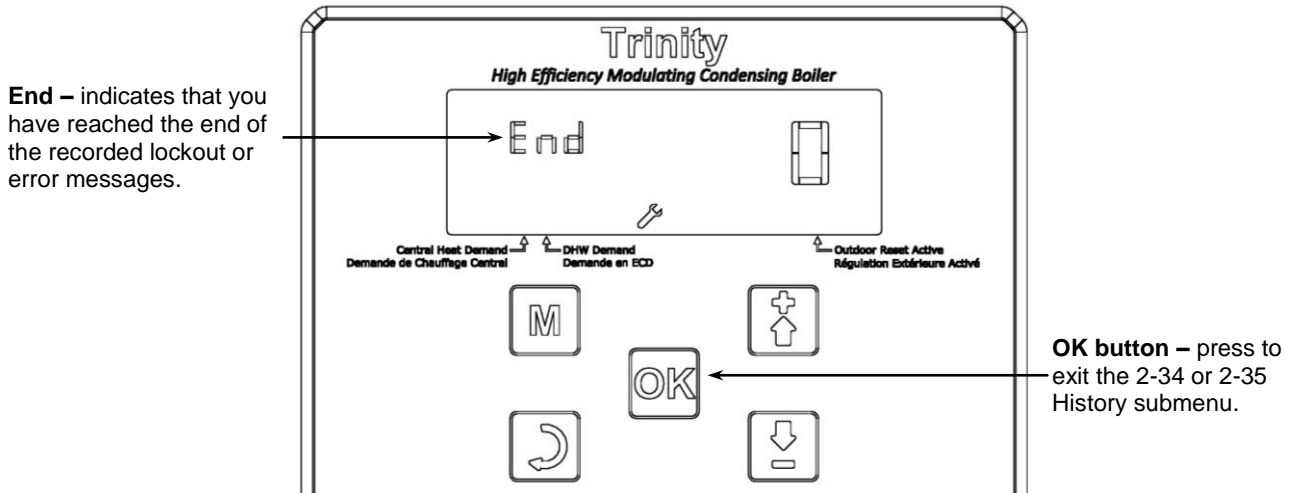 Trinity
High Efficiency Modulating Condensing Boiler
End – indicates that you
have reached the end of
the recorded lockout or
error messages.
End 0
Central Heat Demand
Demande de Chauffage Central
DHW Demand
Demande en ECD
Outdoor Reset Active
Régulation Extérieure Activé
M
OK
OK button – press to
exit the 2-34 or 2-35
History submenu.